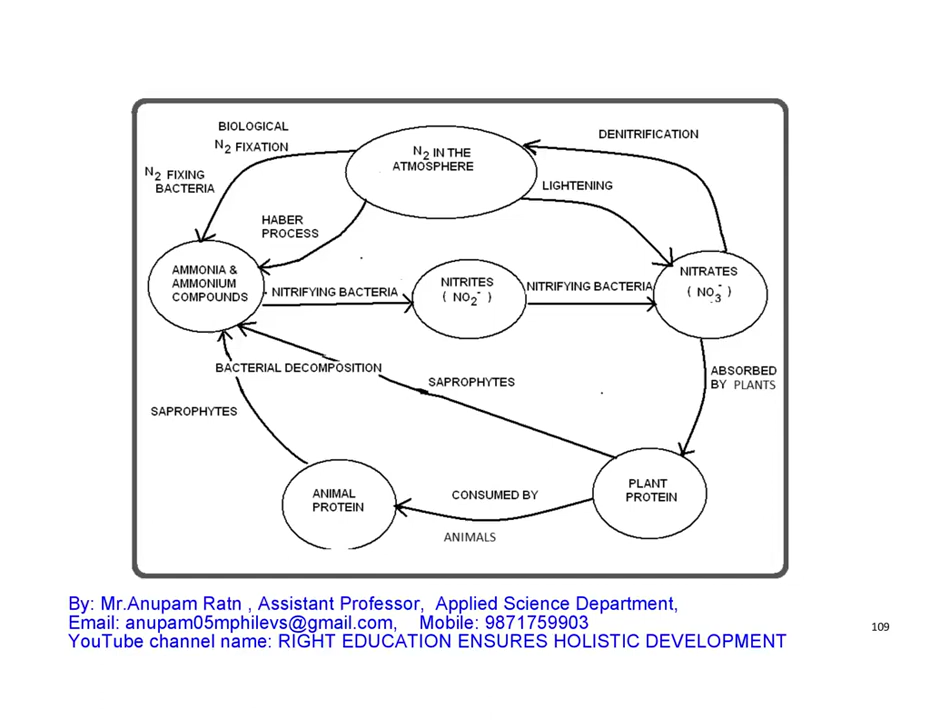 BIOLOGICAL
N2 FIXATION
N2 FIXING
BACTERIA
N2 IN THE
ATMOSPHERE
DENITRIFICATION
LIGHTENING
HABER
PROCESS
AMMONIA &
AMMONIUM
COMPOUNDS
NITRIFYING BACTERIA
NITRITES
( NO2- )
NITRIFYING BACTERIA
NITRATES
( NO3- )
BACTERIAL DECOMPOSITION
SAPROPHYTES
ABSORBED
BY PLANTS
SAPROPHYTES
ANIMAL
PROTEIN
CONSUMED BY
ANIMALS
PLANT
PROTEIN
By: Mr.Anupam Ratn , Assistant Professor, Applied Science Department,
Email: anupam05mphilevs@gmail.com, Mobile: 9871759903
YouTube channel name: RIGHT EDUCATION ENSURES HOLISTIC DEVELOPMENT
109